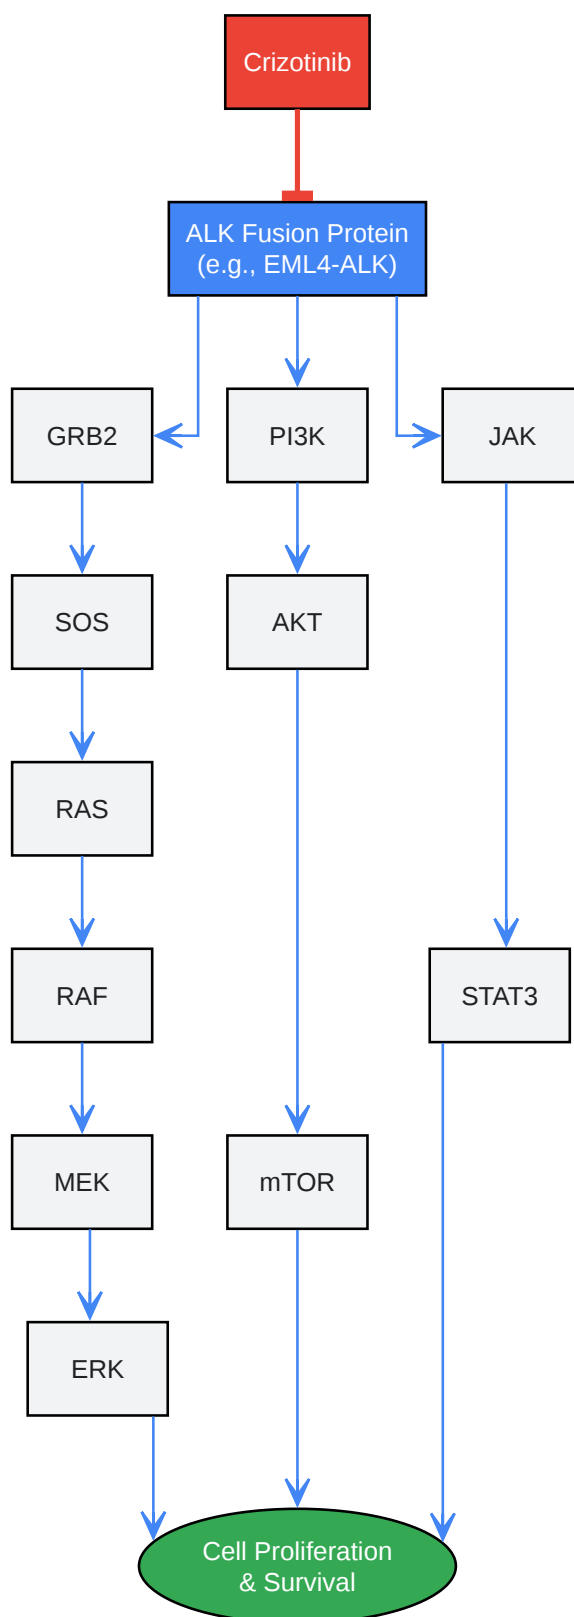 Crizotinib
ALK Fusion Protein
(e.g., EML4-ALK)
GRB2
PI3K
JAK
SOS
AKT
RAS
RAF
STAT3
MEK
mTOR
ERK
Cell Proliferation
& Survival